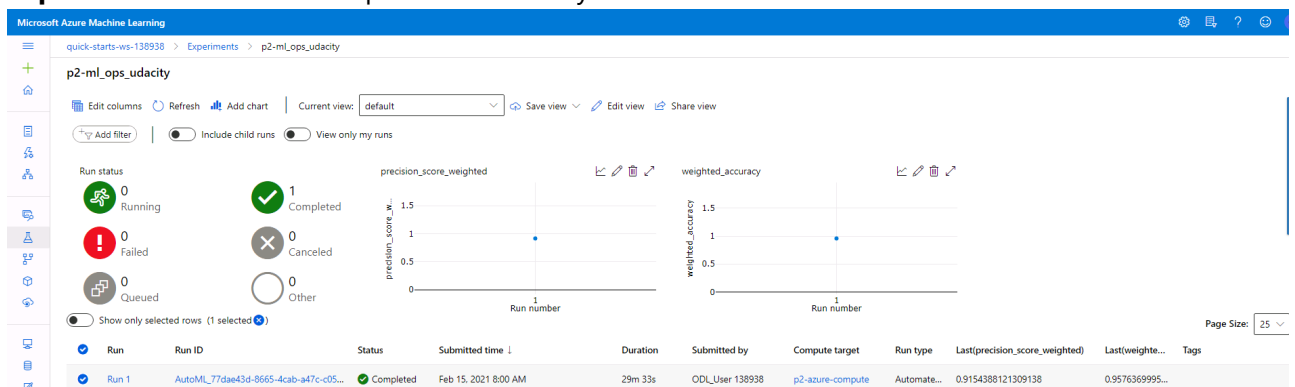 Microsoft Azure Machine Learning
quick-starts-ws-138938 > Experiments > p2-ml_ops_udacity
p2-ml_ops_udacity
Edit columns Refresh Add chart Current view: default Save view Edit view Share view
Add filter Include child runs View only my runs
Run status
0 Running
1 Completed
0 Failed
0 Canceled
0 Queued
0 Other
precision_score_weighted
precision_score_w...
1.5
1
0.5
0
1
Run number
weighted_accuracy
weighted_accuracy
1.5
1
0.5
0
1
Run number
Show only selected rows (1 selected)
Page Size: 25
Run Run ID Status Submitted time ↓ Duration Submitted by Compute target Run type Last(precision_score_weighted) Last(weighte... Tags
Run 1 AutoML_77dae43d-8665-4cab-a47c-c05... Completed Feb 15, 2021 8:00 AM 29m 33s ODL_User 138938 p2-azure-compute Automate... 0.9154388121309138 0.9576369995...